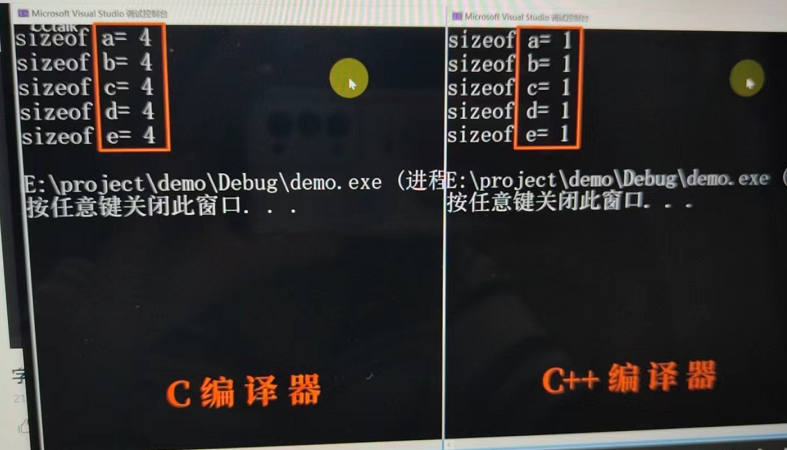 Microsoft Visual Studio 调试控制台
sizeof a= 4
sizeof b= 4
sizeof c= 4
sizeof d= 4
sizeof e= 4
E:\project\demo\Debug\demo.exe (进程
按任意键关闭此窗口. . .
C 编译器
Microsoft Visual Studio 调试控制台
sizeof a= 1
sizeof b= 1
sizeof c= 1
sizeof d= 1
sizeof e= 1
E:\project\demo\Debug\demo.exe (
按任意键关闭此窗口. . .
C++ 编译器
字